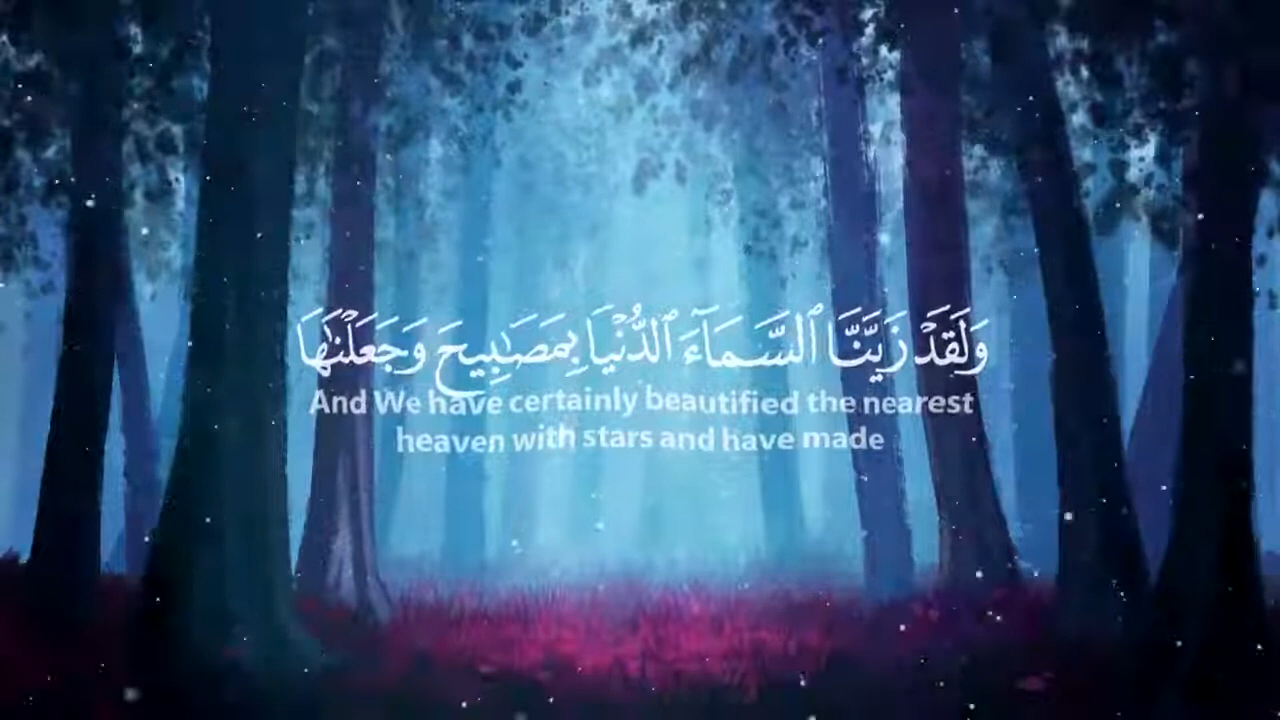 وَلَقَدْ زَيَّنَّا ٱلسَّمَآءَ ٱلدُّنْيَا بِمَصَٰبِيحَ وَجَعَلْنَٰهَا
And We have certainly beautified the nearest
heaven with stars and have made